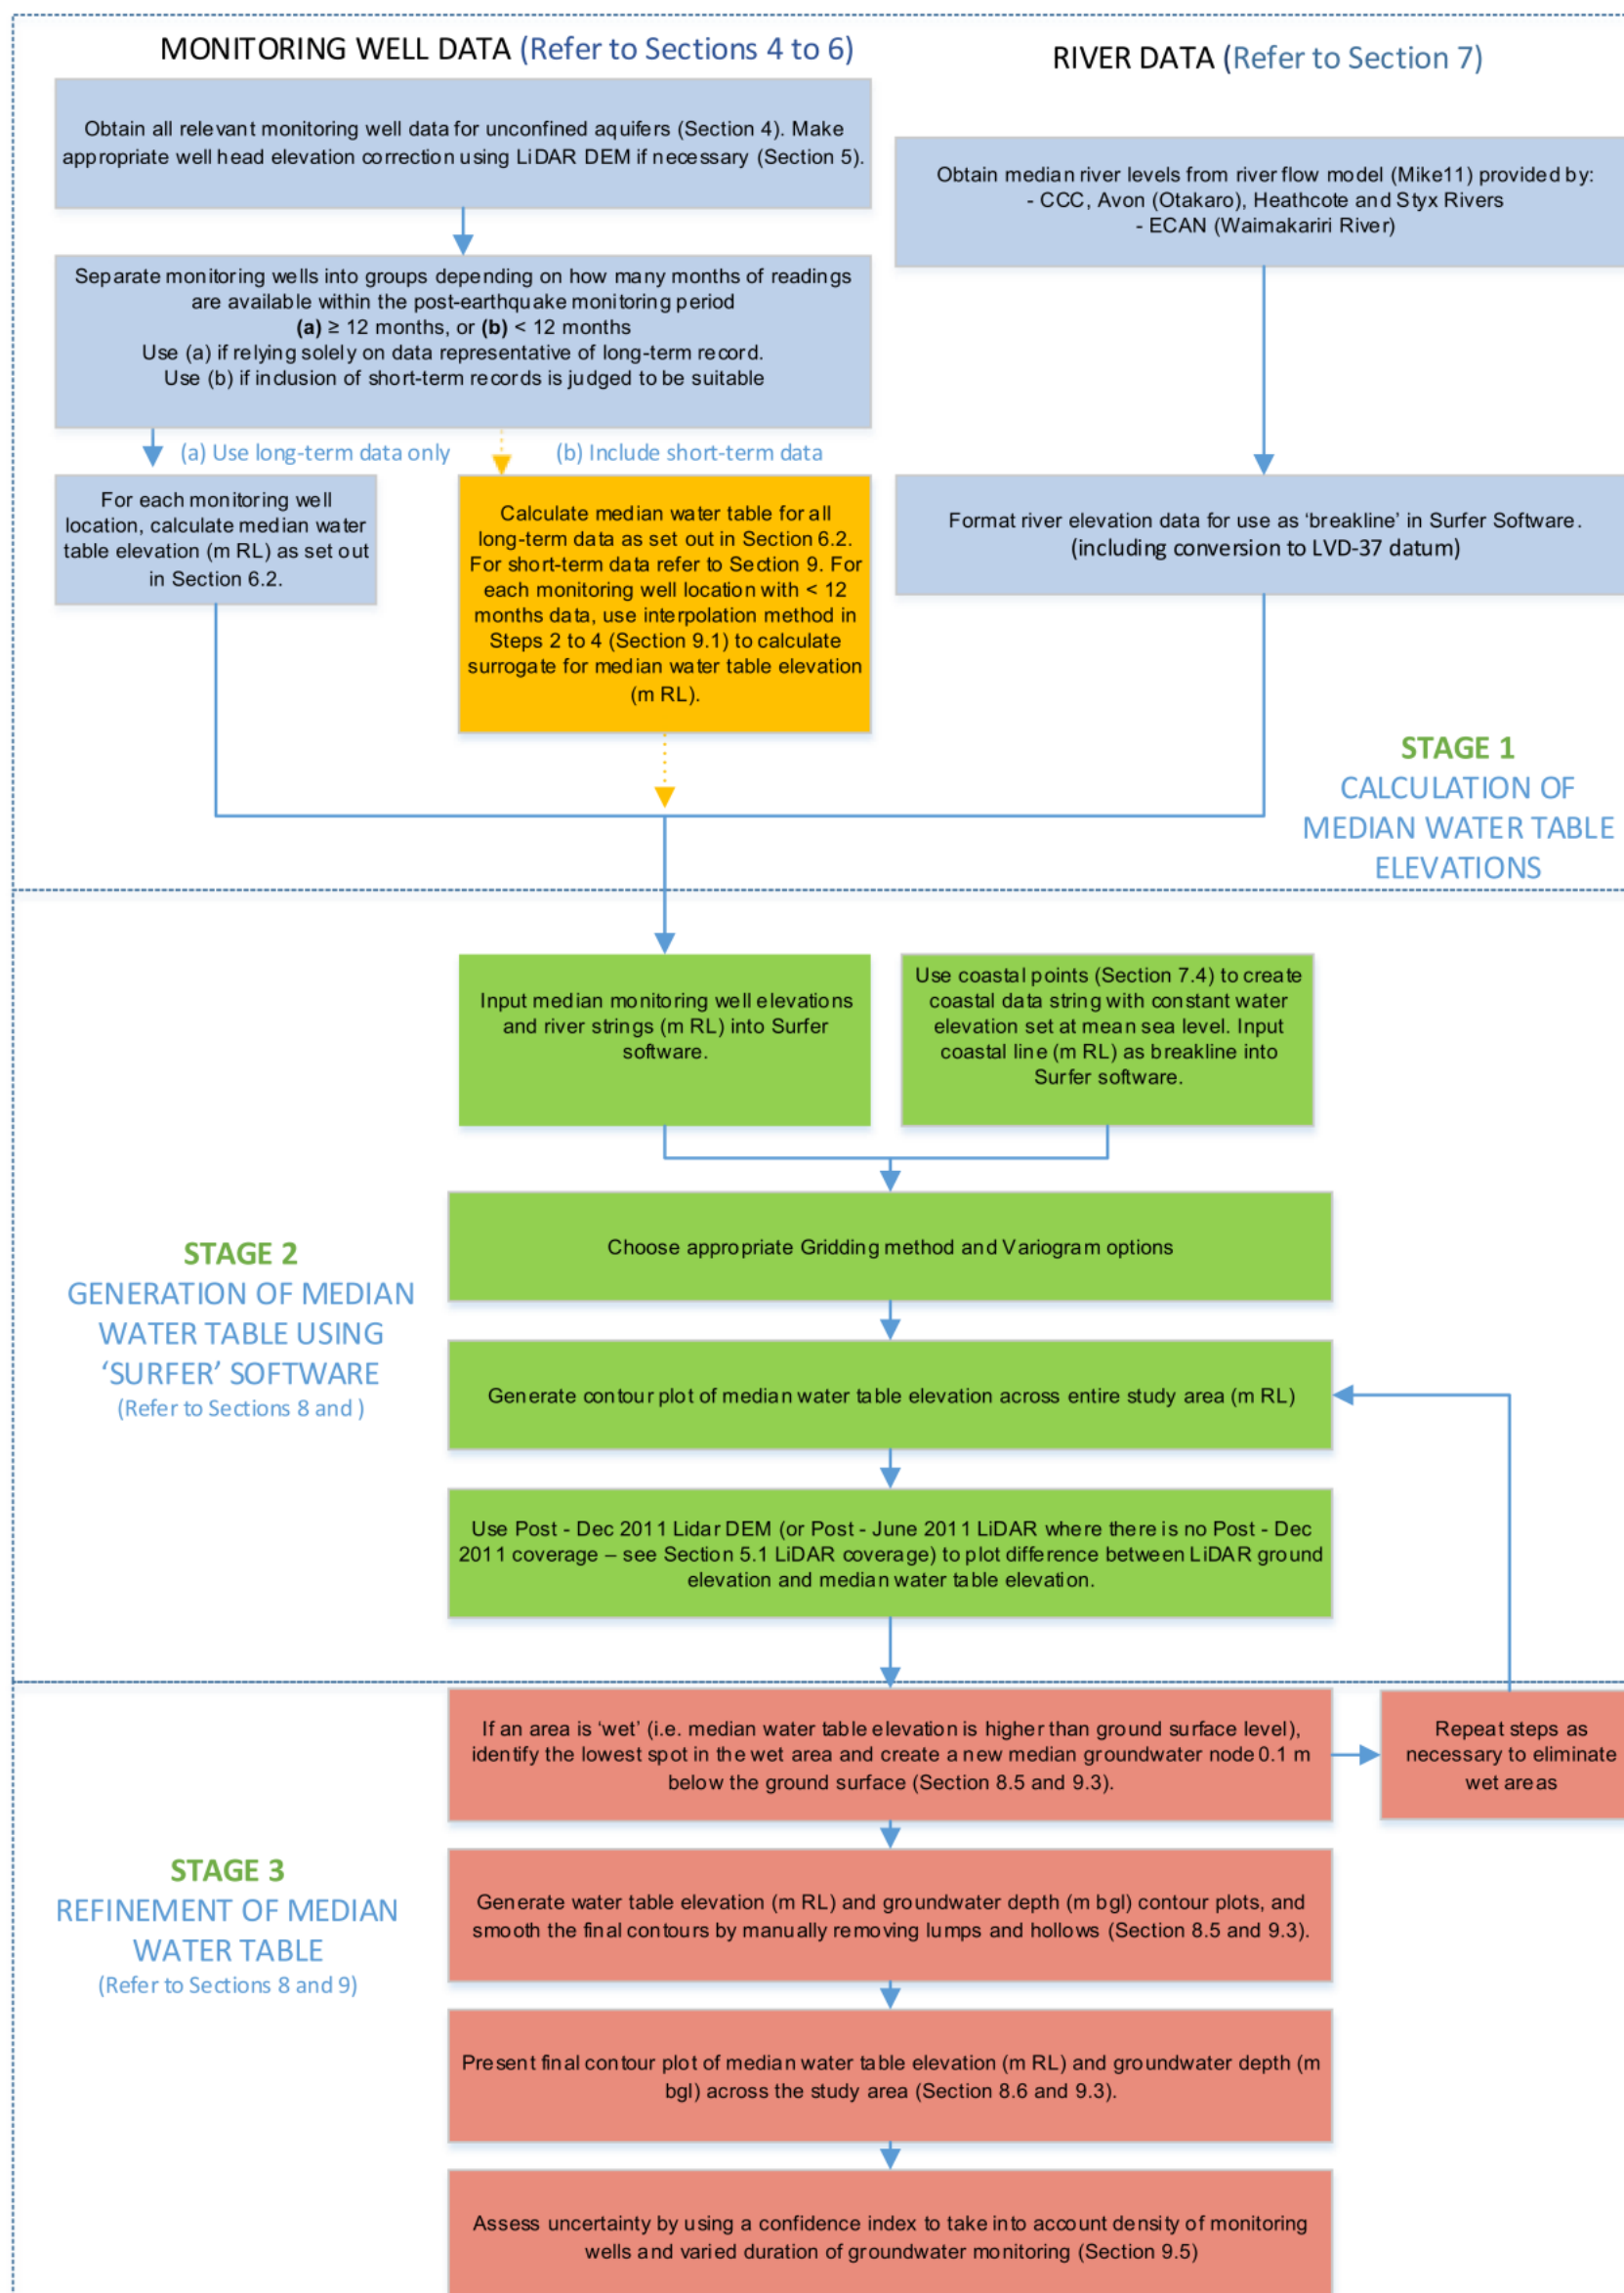 MONITORING WELL DATA (Refer to Sections 4 to 6)
RIVER DATA (Refer to Section 7)
Obtain all relevant monitoring well data for unconfined aquifers (Section 4). Make
appropriate well head elevation correction using LiDAR DEM if necessary (Section 5).
Obtain median river levels from river flow model (Mike11) provided by:
- CCC, Avon (Otakaro), Heathcote and Styx Rivers
- ECAN (Waimakariri River)
Separate monitoring wells into groups depending on how many months of readings
are available within the post-earthquake monitoring period
(a) ≥ 12 months, or (b) < 12 months
Use (a) if relying solely on data representative of long-term record.
Use (b) if inclusion of short-term records is judged to be suitable
(a) Use long-term data only
(b) Include short-term data
For each monitoring well
location, calculate median water
table elevation (m RL) as set out
in Section 6.2.
Calculate median water table for all
long-term data as set out in Section 6.2.
For short-term data refer to Section 9. For
each monitoring well location with < 12
months data, use interpolation method in
Steps 2 to 4 (Section 9.1) to calculate
surrogate for median water table elevation
(m RL).
Format river elevation data for use as ‘breakline’ in Surfer Software.
(including conversion to LVD-37 datum)
STAGE 1
CALCULATION OF
MEDIAN WATER TABLE
ELEVATIONS
Input median monitoring well elevations
and river strings (m RL) into Surfer
software.
Use coastal points (Section 7.4) to create
coastal data string with constant water
elevation set at mean sea level. Input
coastal line (m RL) as breakline into
Surfer software.
Choose appropriate Gridding method and Variogram options
STAGE 2
GENERATION OF MEDIAN
WATER TABLE USING
‘SURFER’ SOFTWARE
(Refer to Sections 8 and )
Generate contour plot of median water table elevation across entire study area (m RL)
Use Post - Dec 2011 Lidar DEM (or Post - June 2011 LiDAR where there is no Post - Dec
2011 coverage – see Section 5.1 LiDAR coverage) to plot difference between LiDAR ground
elevation and median water table elevation.
If an area is ‘wet’ (i.e. median water table elevation is higher than ground surface level),
identify the lowest spot in the wet area and create a new median groundwater node 0.1 m
below the ground surface (Section 8.5 and 9.3).
Repeat steps as
necessary to eliminate
wet areas
STAGE 3
REFINEMENT OF MEDIAN
WATER TABLE
(Refer to Sections 8 and 9)
Generate water table elevation (m RL) and groundwater depth (m bgl) contour plots, and
smooth the final contours by manually removing lumps and hollows (Section 8.5 and 9.3).
Present final contour plot of median water table elevation (m RL) and groundwater depth (m
bgl) across the study area (Section 8.6 and 9.3).
Assess uncertainty by using a confidence index to take into account density of monitoring
wells and varied duration of groundwater monitoring (Section 9.5)